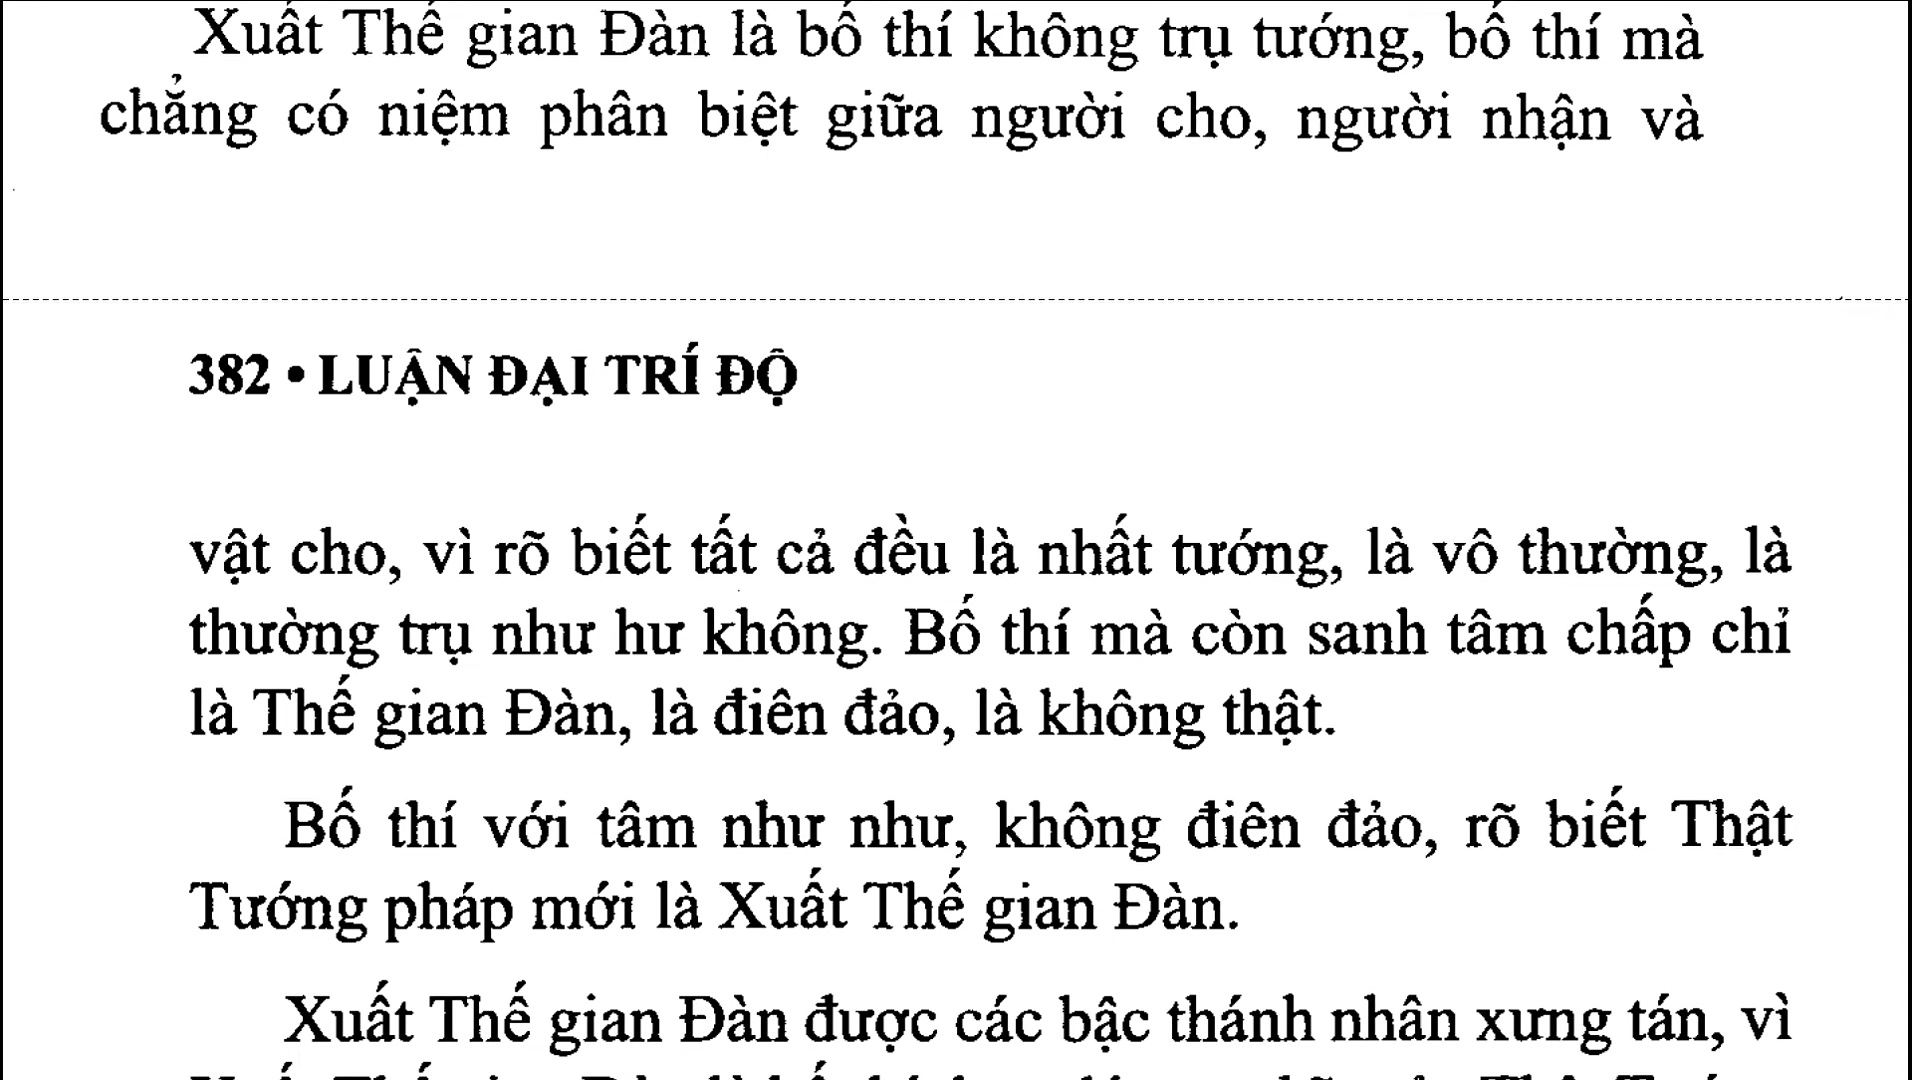 Xuất Thế gian Đàn là bố thí không trụ tướng, bố thí mà
chẳng có niệm phân biệt giữa người cho, người nhận và
382 • LUẬN ĐẠI TRÍ ĐỘ
vật cho, vì rõ biết tất cả đều là nhất tướng, là vô thường, là
thường trụ như hư không. Bố thí mà còn sanh tâm chấp chỉ
là Thế gian Đàn, là điên đảo, là không thật.
Bố thí với tâm như như, không điên đảo, rõ biết Thật
Tướng pháp mới là Xuất Thế gian Đàn.
Xuất Thế gian Đàn được các bậc thánh nhân xưng tán, vì